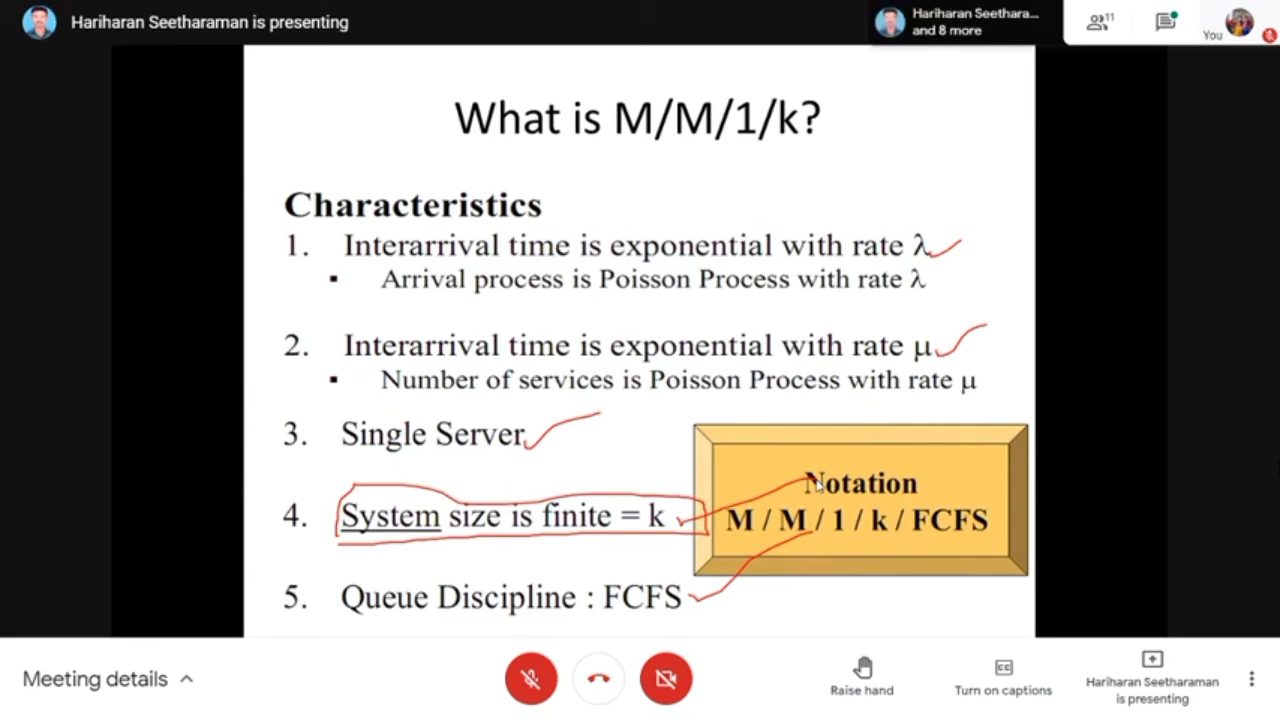 Hariharan Seetharaman is presenting
Hariharan Seethara...
and 8 more
11
You
What is M/M/1/k?
Characteristics
1. Interarrival time is exponential with rate λ
▪ Arrival process is Poisson Process with rate λ
2. Interarrival time is exponential with rate μ
▪ Number of services is Poisson Process with rate μ
3. Single Server
4. System size is finite = k
Notation
M / M / 1 / k / FCFS
5. Queue Discipline : FCFS
Meeting details
Raise hand
CC
Turn on captions
Hariharan Seetharaman
is presenting